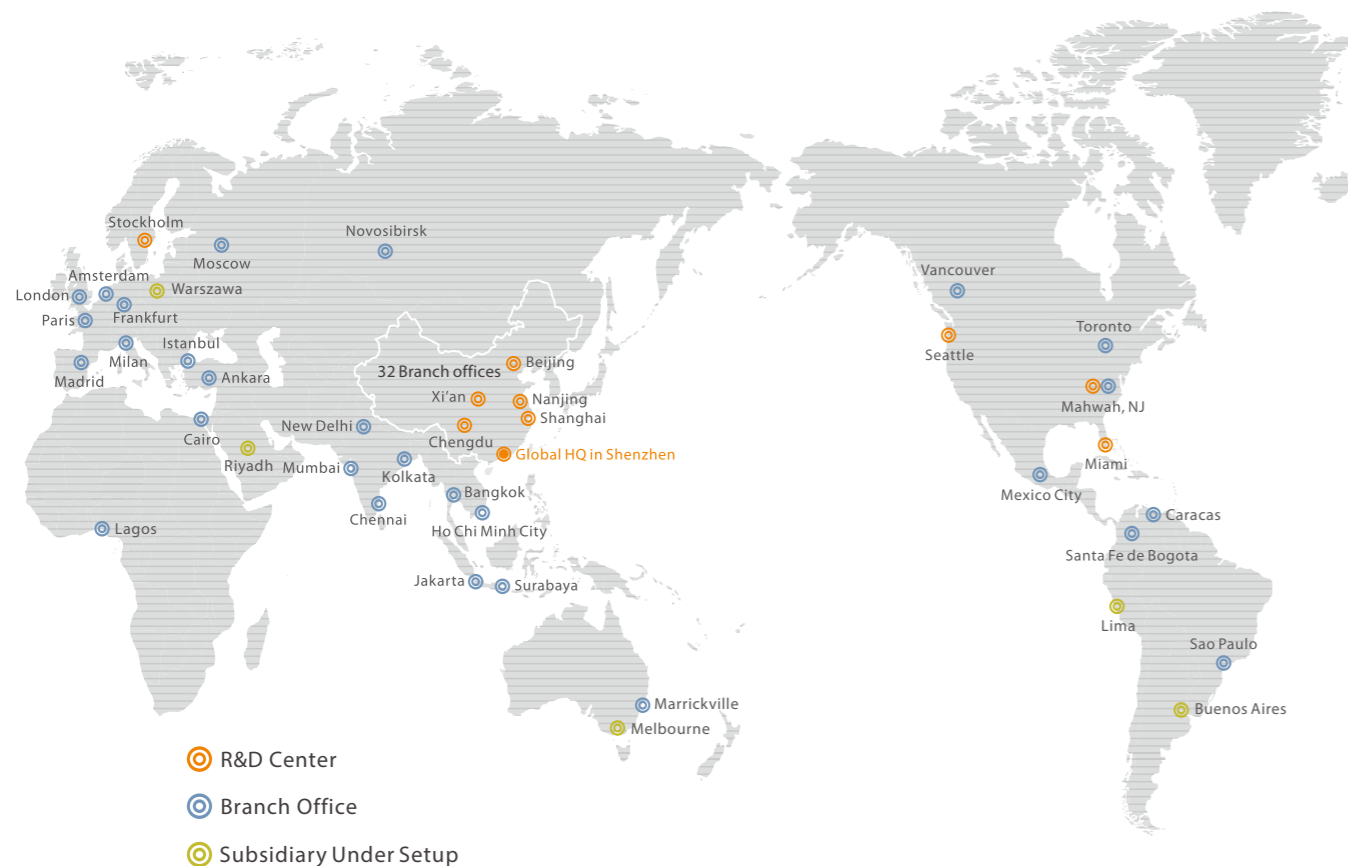 Stockholm
Novosibirsk
Moscow
Amsterdam
Warszawa
London
Frankfurt
Paris
Istanbul
Milan
Madrid
Ankara
32 Branch offices
Beijing
Xi’an
Nanjing
Shanghai
New Delhi
Cairo
Chengdu
Global HQ in Shenzhen
Riyadh
Mumbai
Kolkata
Bangkok
Chennai
Ho Chi Minh City
Lagos
Jakarta
Surabaya
Marrickville
Melbourne
Vancouver
Toronto
Seattle
Mahwah, NJ
Miami
Mexico City
Caracas
Santa Fe de Bogota
Lima
Sao Paulo
Buenos Aires
R&D Center
Branch Office
Subsidiary Under Setup